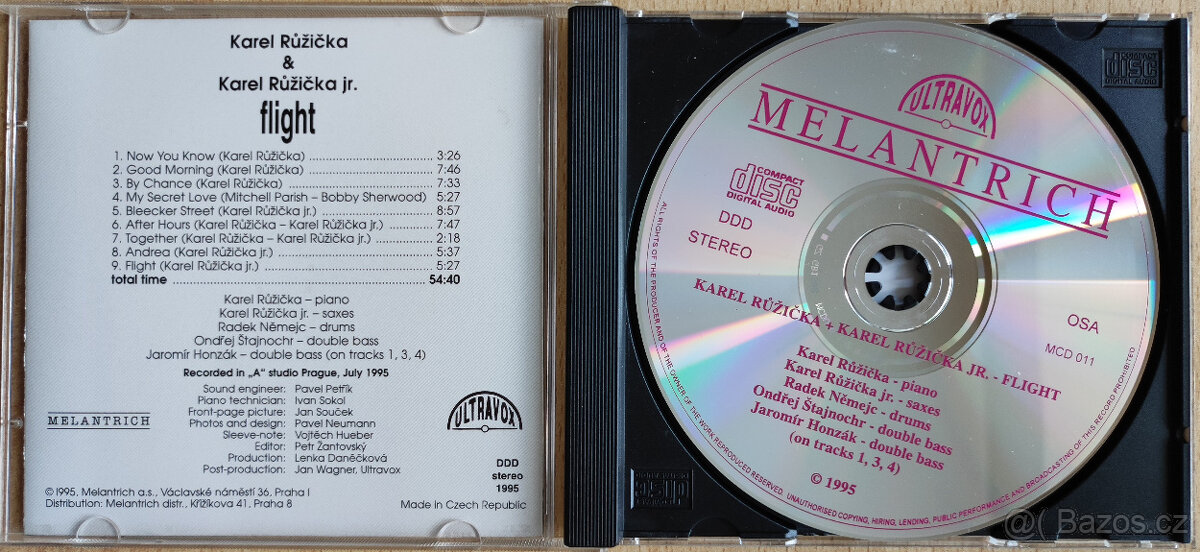 Karel Růžička
&
Karel Růžička jr.
flight
1. Now You Know (Karel Růžička) ........ 3:26
2. Good Morning (Karel Růžička) ........ 7:46
3. By Chance (Karel Růžička) ........ 7:33
4. My Secret Love (Mitchell Parish – Bobby Sherwood) 5:27
5. Bleecker Street (Karel Růžička jr.) ........ 8:57
6. After Hours (Karel Růžička – Karel Růžička jr.) ........ 7:47
7. Together (Karel Růžička – Karel Růžička jr.) ........ 2:18
8. Andrea (Karel Růžička jr.) ........ 5:37
9. Flight (Karel Růžička jr.) ........ 5:27
total time ........ 54:40
Karel Růžička – piano
Karel Růžička jr. – saxes
Radek Němejc – drums
Ondřej Štajnochr – double bass
Jaromír Honzák – double bass (on tracks 1, 3, 4)
Recorded in „A“ studio Prague, July 1995
Sound engineer: Pavel Petřík
Piano technician: Ivan Sokol
Front-page picture: Jan Souček
Photos and design: Pavel Neumann
Sleeve-note: Vojtěch Hueber
Editor: Petr Žantovský
Production: Lenka Daněčková
Post-production: Jan Wagner, Ultravox
MELANTRICH
ULTRAVOX
DDD
stereo
1995
© 1995, Melantrich a.s., Václavské náměstí 36, Praha I
Distribution: Melantrich distr., Křižíkova 41, Praha 8
Made in Czech Republic
ULTRAVOX
MELANTRICH
COMPACT
disc
DIGITAL AUDIO
DDD
STEREO
OSA
MCD 011
KAREL RŮŽIČKA + KAREL RŮŽIČKA JR. - FLIGHT
Karel Růžička - piano
Karel Růžička jr. - saxes
Radek Němejc - drums
Ondřej Štajnochr - double bass
Jaromír Honzák - double bass
(on tracks 1, 3, 4)
© 1995
ALL RIGHTS OF THE PRODUCER AND OF THE OWNER OF THE WORK REPRODUCED RESERVED. UNAUTHORISED COPYING, HIRING, LENDING, PUBLIC PERFORMANCE AND BROADCASTING OF THIS RECORD PROHIBITED
COMPACT
disc
DIGITAL AUDIO
COMPACT
disc
DIGITAL AUDIO
@( Bazos.cz